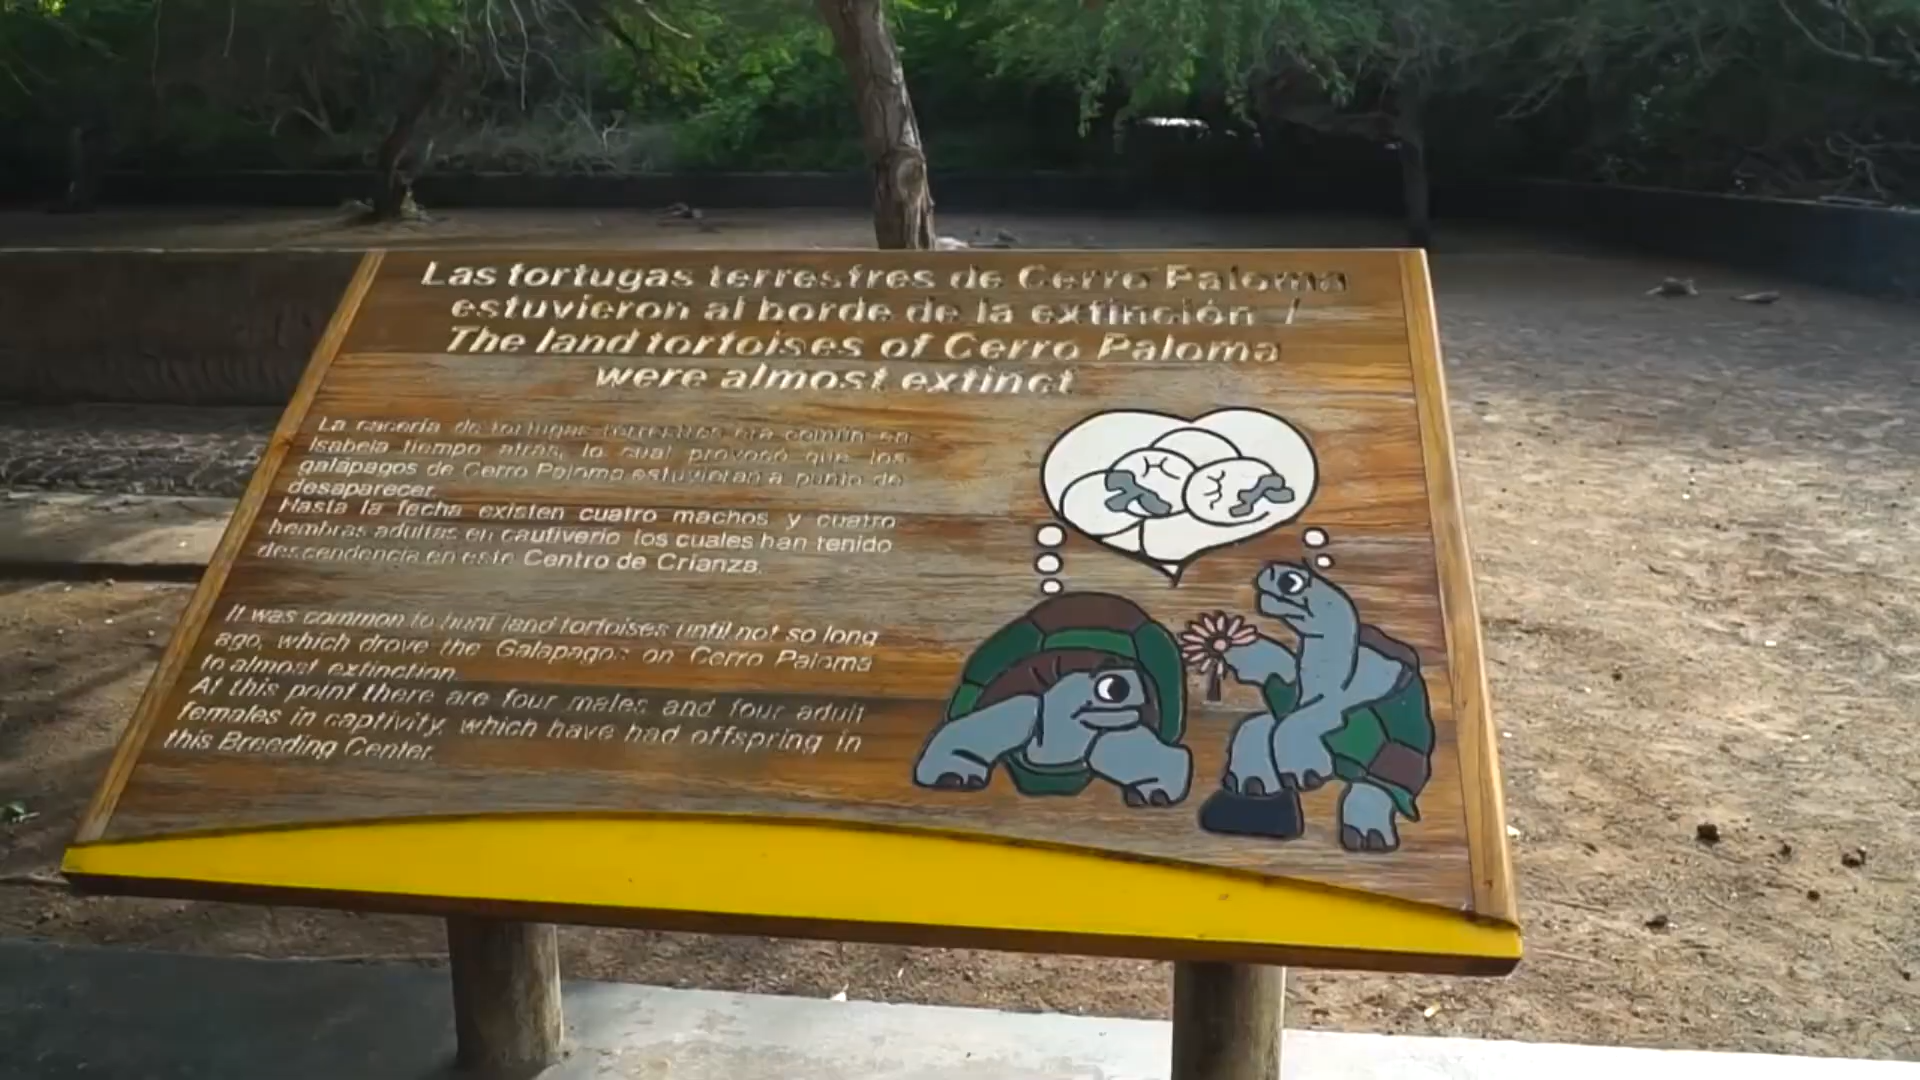 Las tortugas terrestres de Cerro Paloma
estuvieron al borde de la extinción /
The land tortoises of Cerro Paloma
were almost extinct
La cacería de tortugas terrestres era común en
Isabela tiempo atrás, lo cual provocó que los
galápagos de Cerro Paloma estuvieran a punto de
desaparecer.
Hasta la fecha existen cuatro machos y cuatro
hembras adultas en cautiverio los cuales han tenido
descendencia en este Centro de Crianza.
It was common to hunt land tortoises until not so long
ago, which drove the Galapagos on Cerro Paloma
to almost extinction.
At this point there are four males and four adult
females in captivity, which have had offspring in
this Breeding Center.